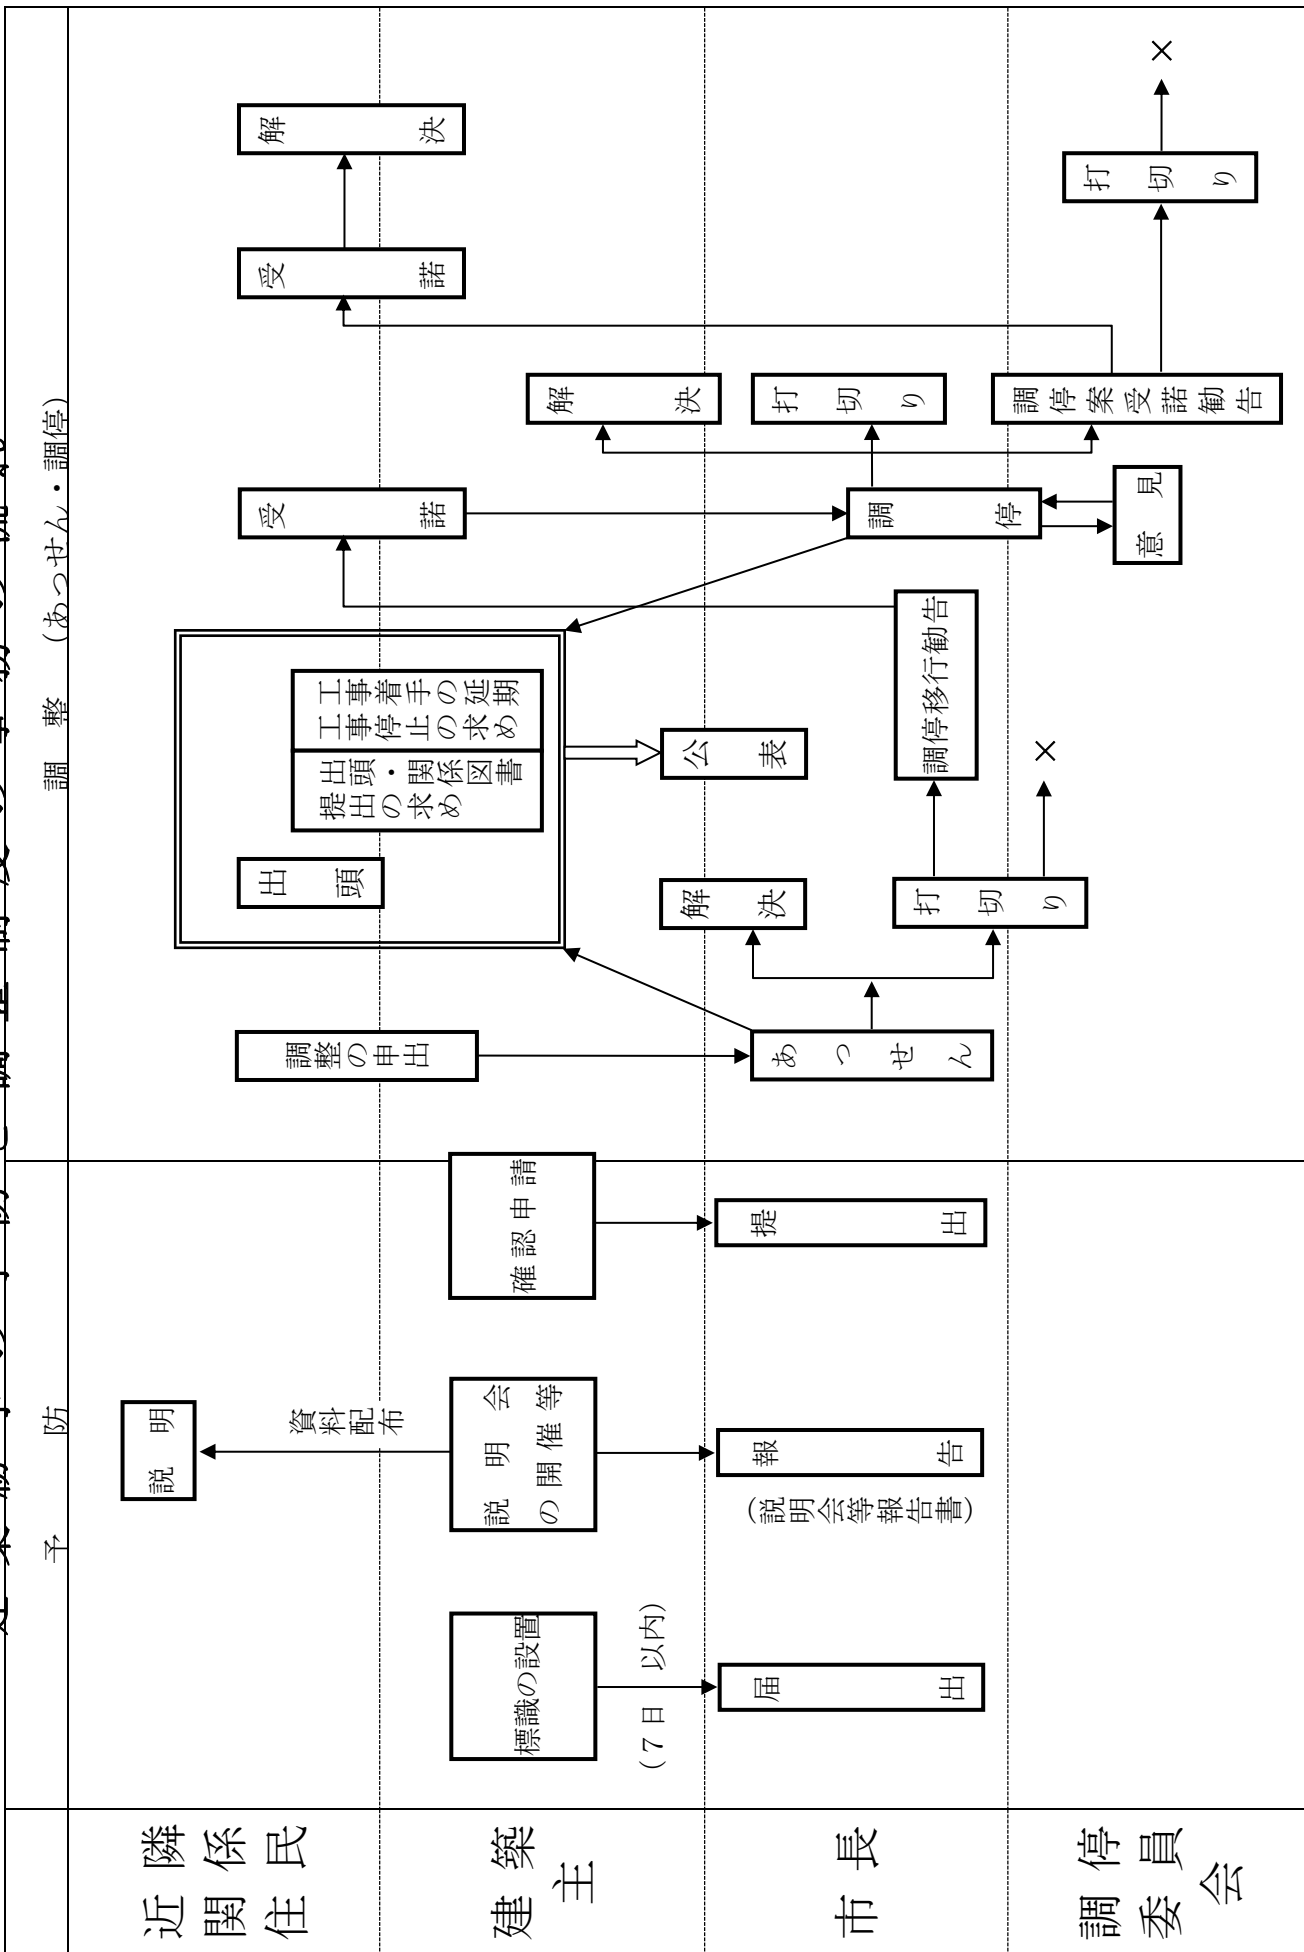 予防
調整（あっせん・調停）
近隣
関係
住民
説明
調整の申出
出頭
受諾
受諾
解決
資料配布
建築
主
標識の設置
説明会
の開催等
確認申請
出頭・関係図書
提出の求め
工事着手の延期
工事停止の求め
解決
（７日以内）
市長
届出
報告
（説明会等報告書）
提出
あっせん
解決
打切り
公表
調停移行勧告
調停
打切り
×
調停
委員
会
意見
調停案受諾勧告
打切り
×